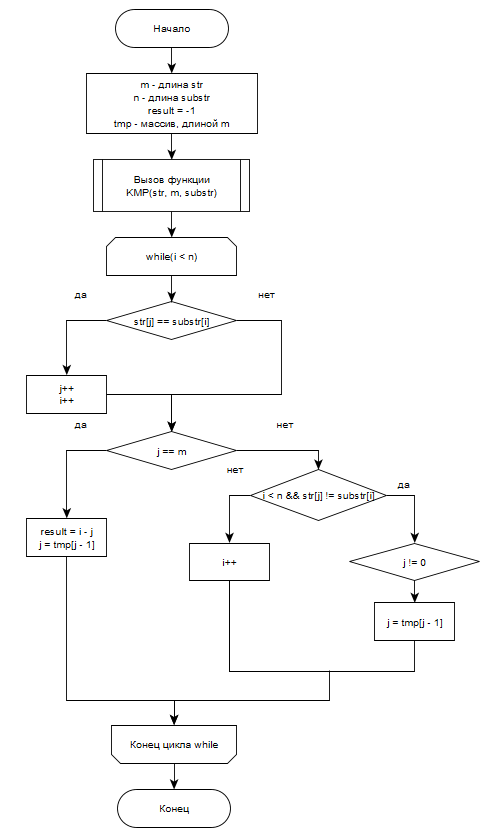 Начало
m - длина str
n - длина substr
result = -1
tmp - массив, длиной m
Вызов функции
KMP(str, m, substr)
while(i < n)
да
нет
str[j] == substr[i]
j++
i++
да
нет
j == m
нет
да
i < n && str[j] != substr[i]
result = i - j
j = tmp[j - 1]
i++
j != 0
j = tmp[j - 1]
Конец цикла while
Конец